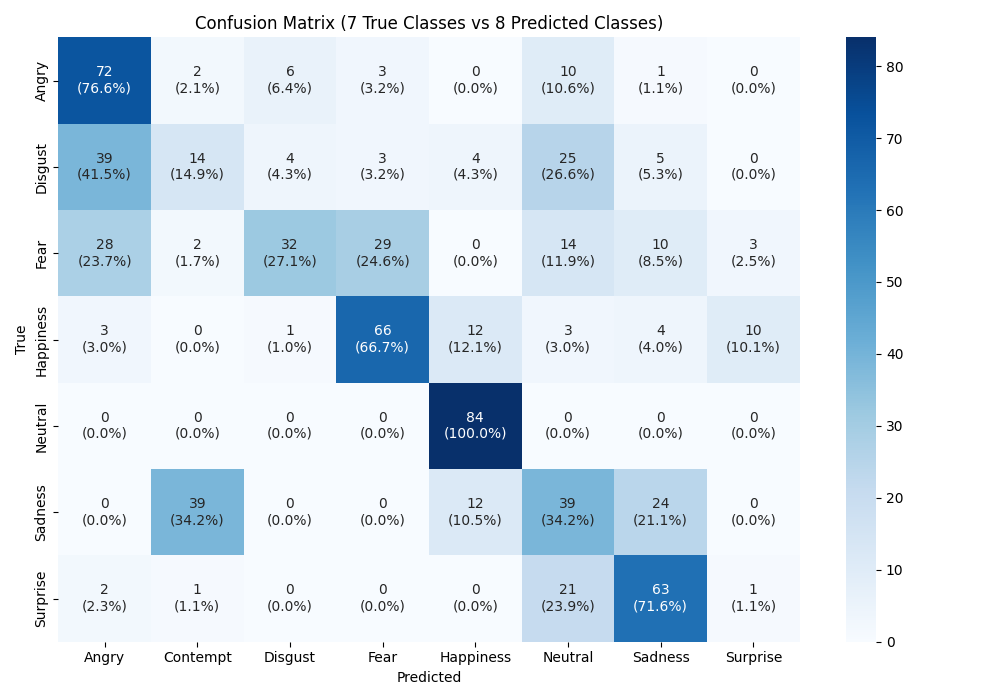 Confusion Matrix (7 True Classes vs 8 Predicted Classes)
True
Angry
72 2 6 3 0 10 1 0
(76.6%) (2.1%) (6.4%) (3.2%) (0.0%) (10.6%) (1.1%) (0.0%)
Disgust
39 14 4 3 4 25 5 0
(41.5%) (14.9%) (4.3%) (3.2%) (4.3%) (26.6%) (5.3%) (0.0%)
Fear
28 2 32 29 0 14 10 3
(23.7%) (1.7%) (27.1%) (24.6%) (0.0%) (11.9%) (8.5%) (2.5%)
Happiness
3 0 1 66 12 3 4 10
(3.0%) (0.0%) (1.0%) (66.7%) (12.1%) (3.0%) (4.0%) (10.1%)
Neutral
0 0 0 0 84 0 0 0
(0.0%) (0.0%) (0.0%) (0.0%) (100.0%) (0.0%) (0.0%) (0.0%)
Sadness
0 39 0 0 12 39 24 0
(0.0%) (34.2%) (0.0%) (0.0%) (10.5%) (34.2%) (21.1%) (0.0%)
Surprise
2 1 0 0 0 21 63 1
(2.3%) (1.1%) (0.0%) (0.0%) (0.0%) (23.9%) (71.6%) (1.1%)
Angry Contempt Disgust Fear Happiness Neutral Sadness Surprise
Predicted
80
70
60
50
40
30
20
10
0